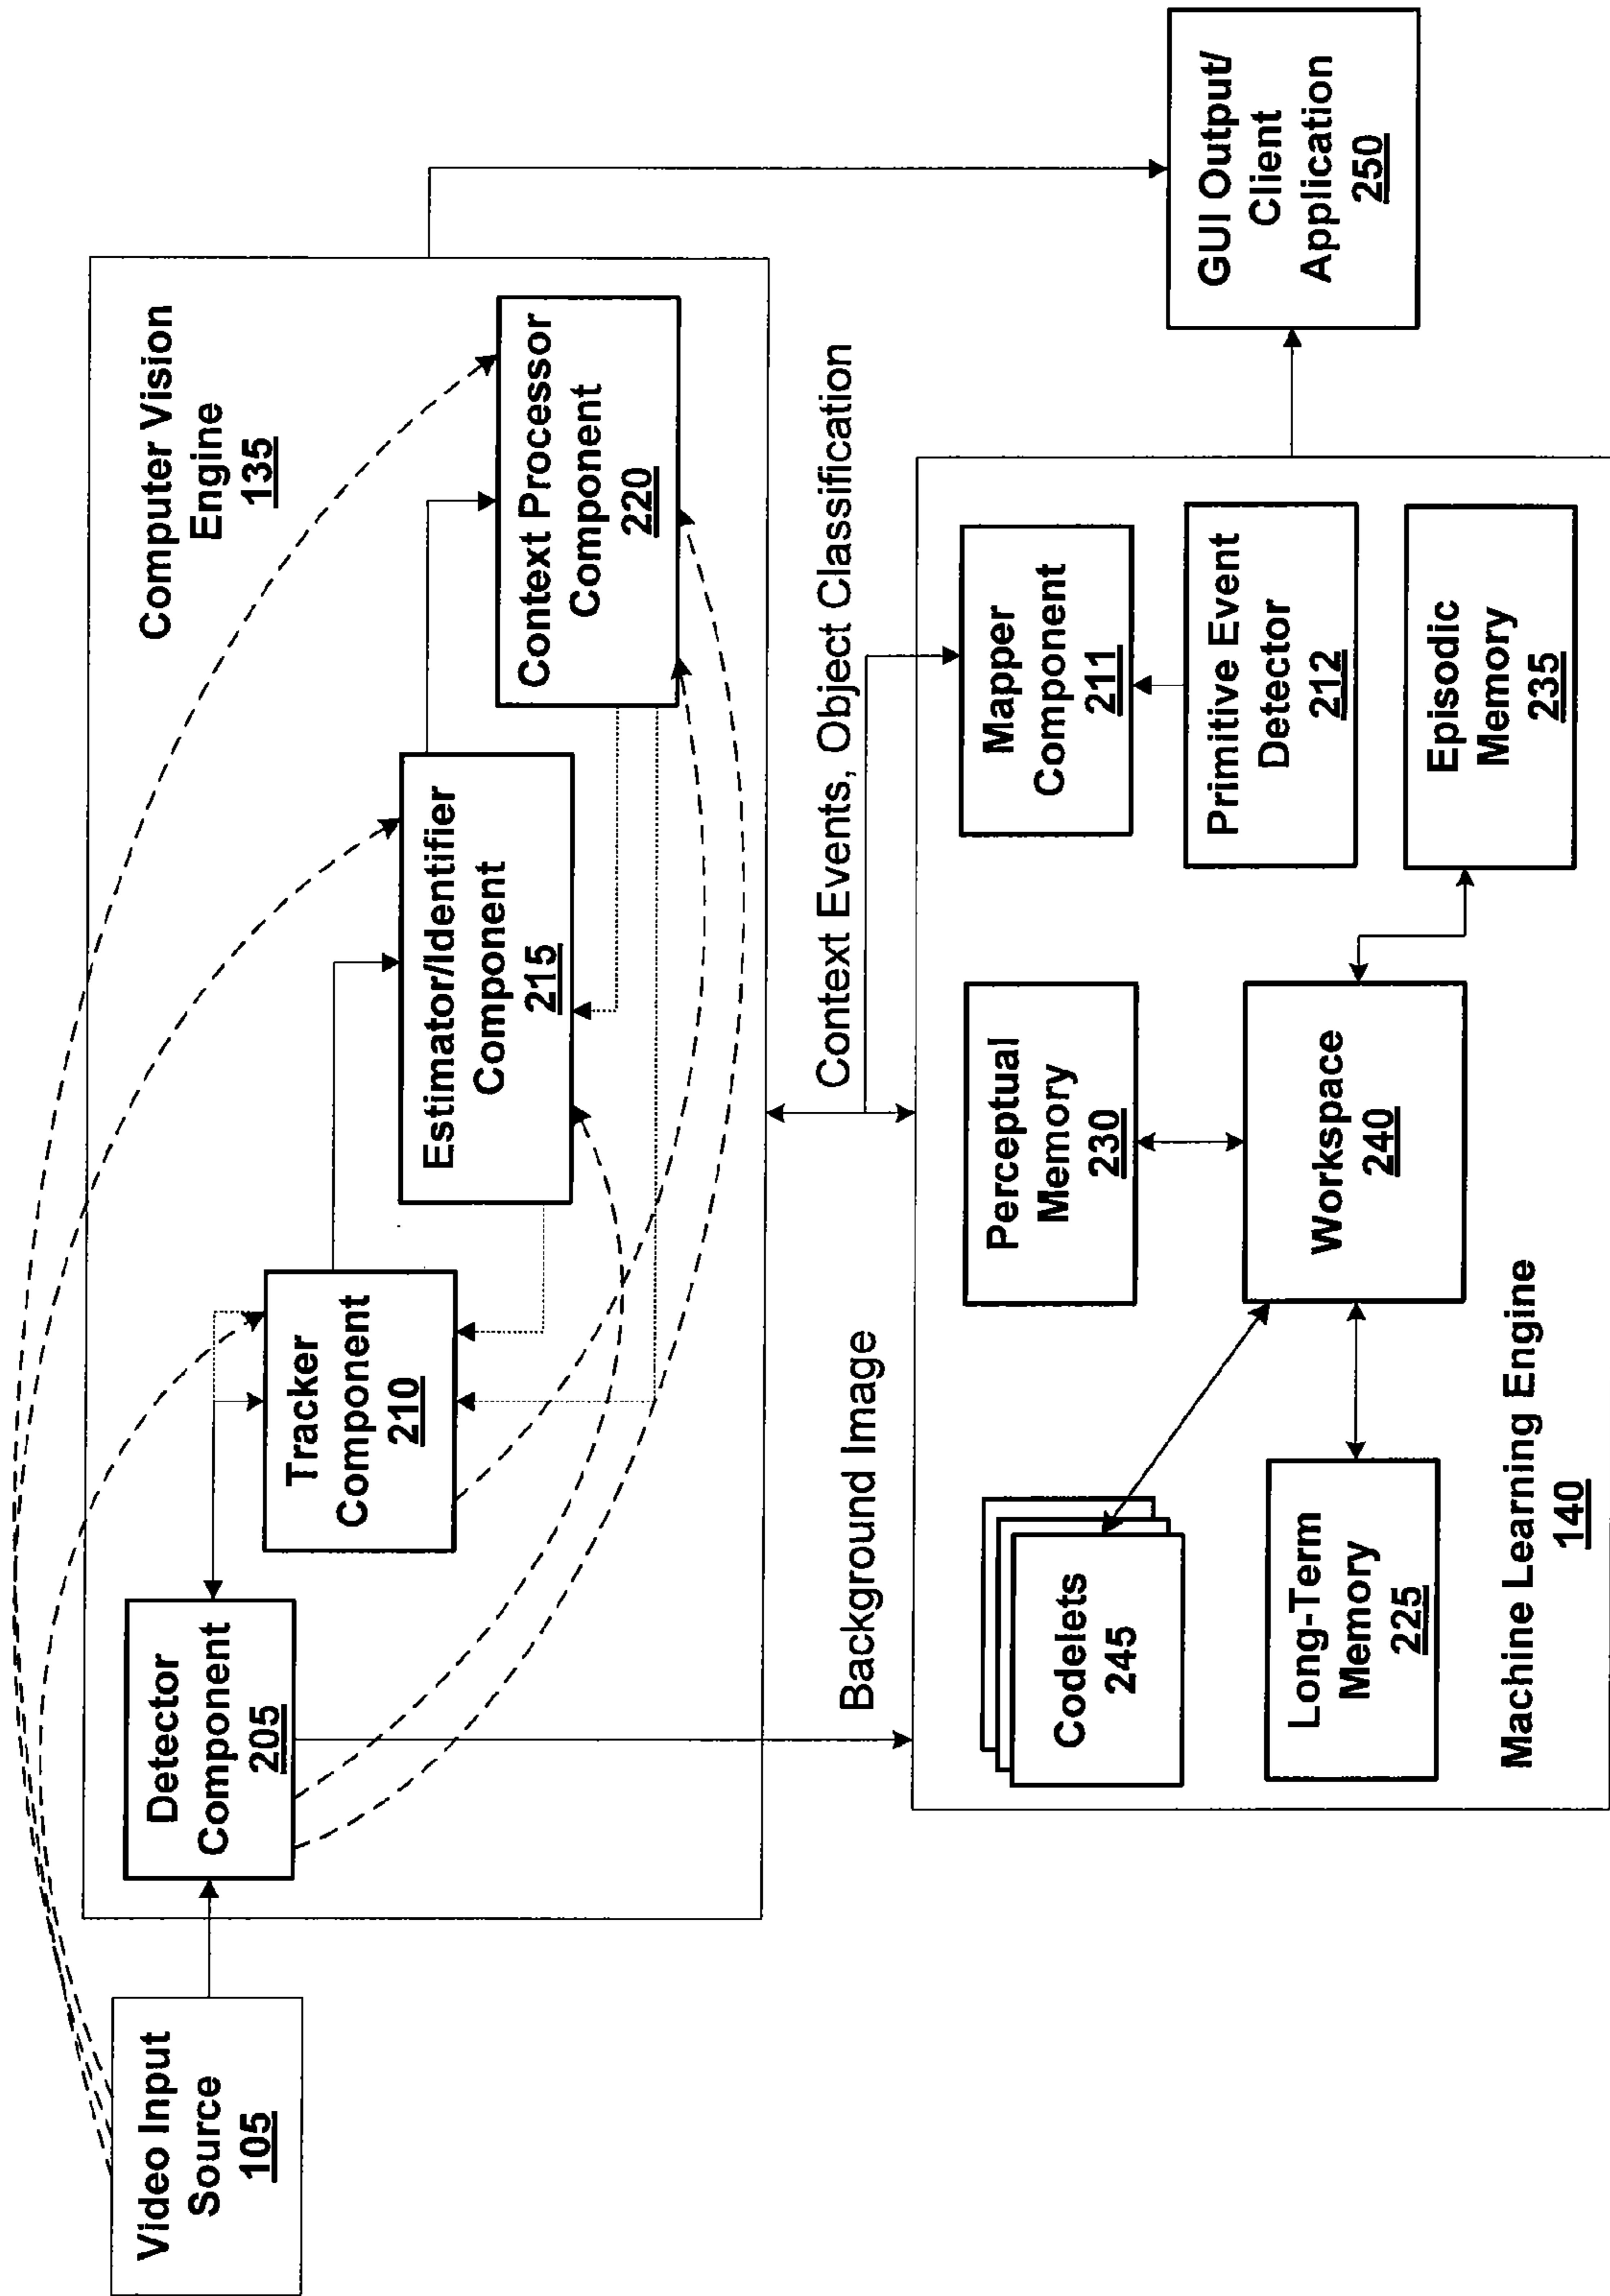 Video Input
Source
105
Computer Vision
Engine
135
Detector
Component
205
Tracker
Component
210
Estimator/Identifier
Component
215
Context Processor
Component
220
Background Image
Context Events, Object Classification
Codelets
245
Long-Term
Memory
225
Perceptual
Memory
230
Workspace
240
Mapper
Component
211
Primitive Event
Detector
212
Episodic
Memory
235
Machine Learning Engine
140
GUI Output/
Client
Application
250